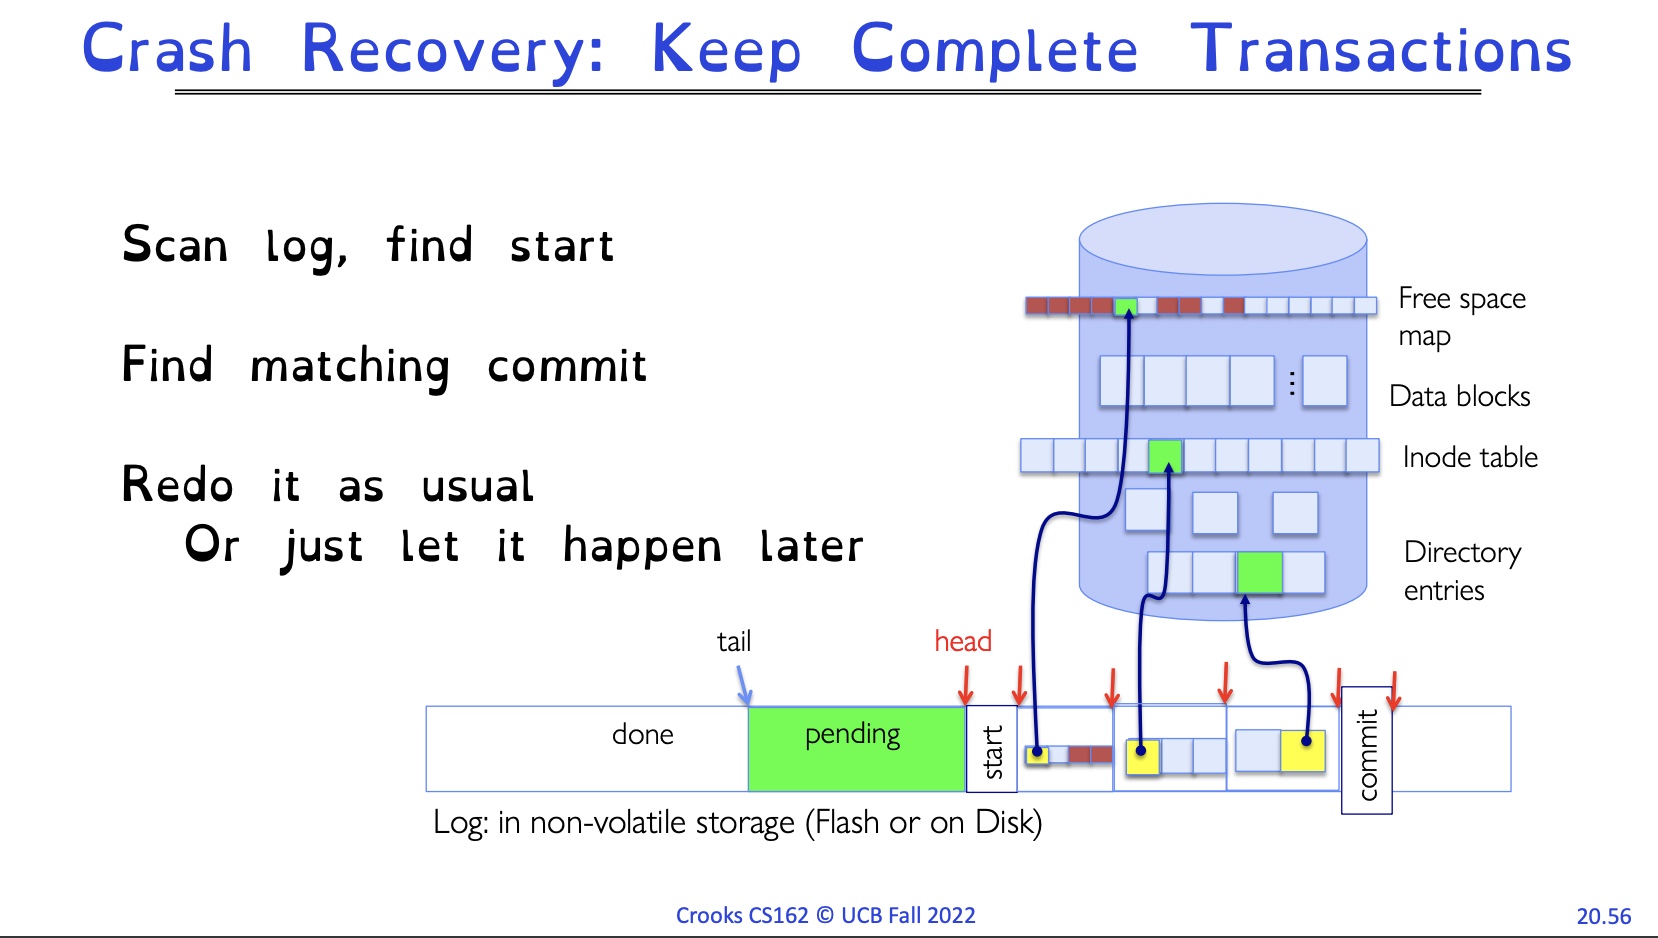 Crash Recovery: Keep Complete Transactions
Scan log, find start
Find matching commit
Redo it as usual
Or just let it happen later
Free space
map
Data blocks
Inode table
Directory
entries
tail
head
done
pending
start
commit
Log: in non-volatile storage (Flash or on Disk)
Crooks CS162 © UCB Fall 2022
20.56